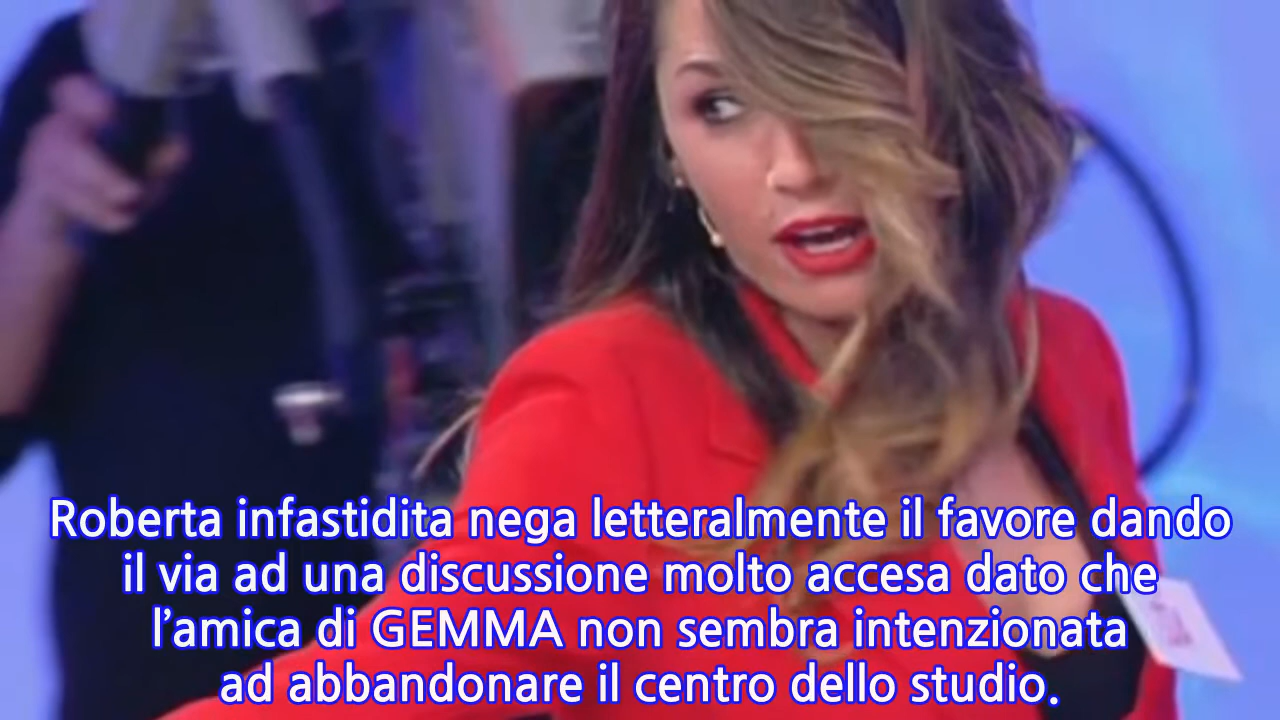 Roberta infastidita nega letteralmente il favore dando
il via ad una discussione molto accesa dato che
l’amica di GEMMA non sembra intenzionata
ad abbandonare il centro dello studio.